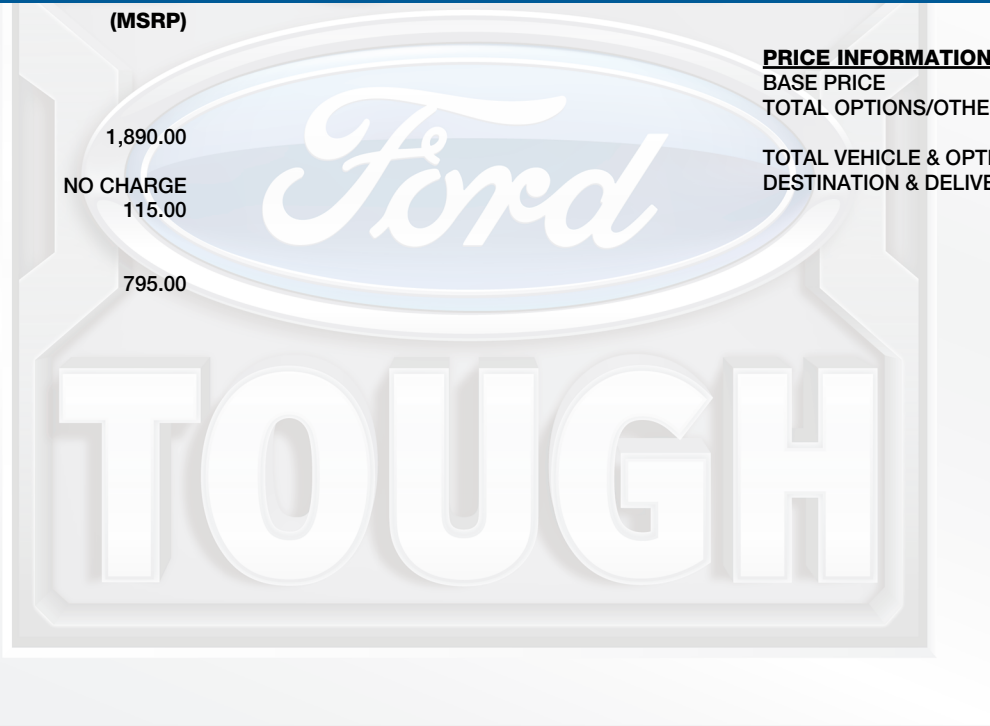 (MSRP)
1,890.00
NO CHARGE
115.00
795.00
PRICE INFORMATION
BASE PRICE
TOTAL OPTIONS/OTHE
TOTAL VEHICLE & OPTI
DESTINATION & DELIVE
Ford
TOUGH